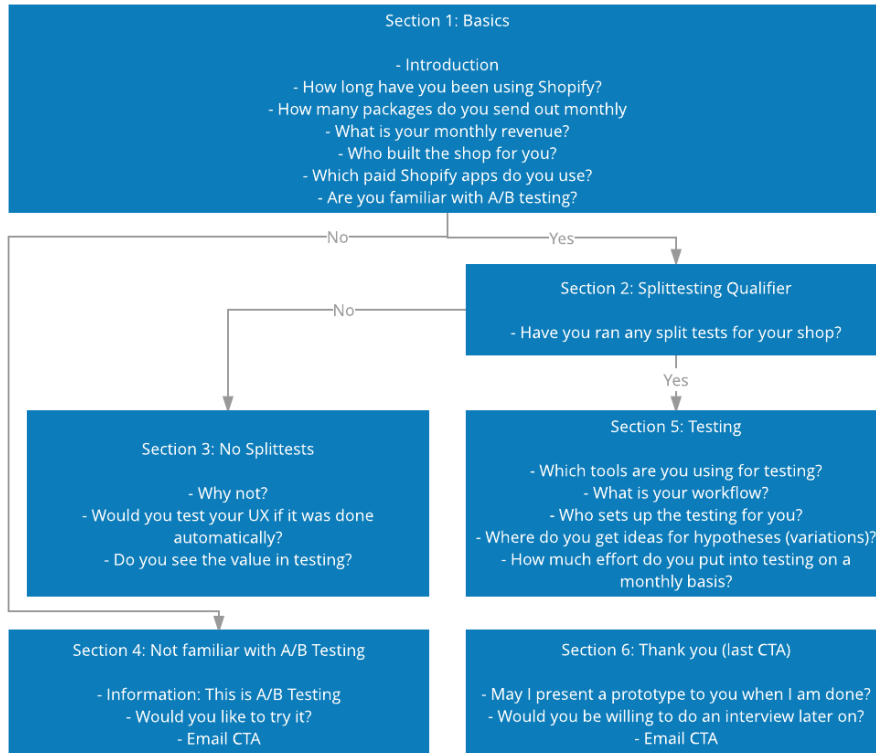 Section 1: Basics
- Introduction
- How long have you been using Shopify?
- How many packages do you send out monthly
- What is your monthly revenue?
- Who built the shop for you?
- Which paid Shopify apps do you use?
- Are you familiar with A/B testing?
No
Yes
Section 2: Splittesting Qualifier
- Have you ran any split tests for your shop?
No
Yes
Section 3: No Splittests
- Why not?
- Would you test your UX if it was done
automatically?
- Do you see the value in testing?
Section 5: Testing
- Which tools are you using for testing?
- What is your workflow?
- Who sets up the testing for you?
- Where do you get ideas for hypotheses (variations)?
- How much effort do you put into testing on a
monthly basis?
Section 4: Not familiar with A/B Testing
- Information: This is A/B Testing
- Would you like to try it?
- Email CTA
Section 6: Thank you (last CTA)
- May I present a prototype to you when I am done?
- Would you be willing to do an interview later on?
- Email CTA